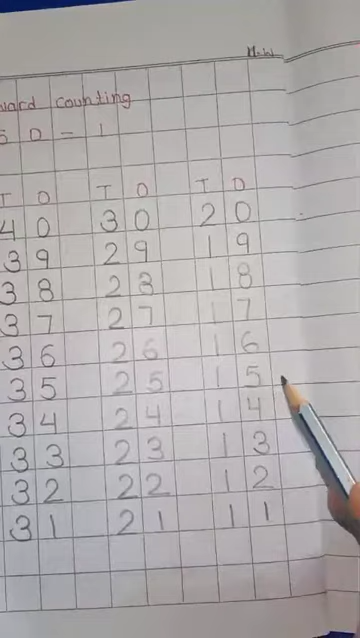 counting
5 0 - 1
T O T O T O
4 0 3 0 2 0
3 9 2 9 1 9
3 8 2 8 1 8
3 7 2 7 1 7
3 6 2 6 1 6
3 5 2 5 1 5
3 4 2 4 1 4
3 3 2 3 1 3
3 2 2 2 1 2
3 1 2 1 1 1